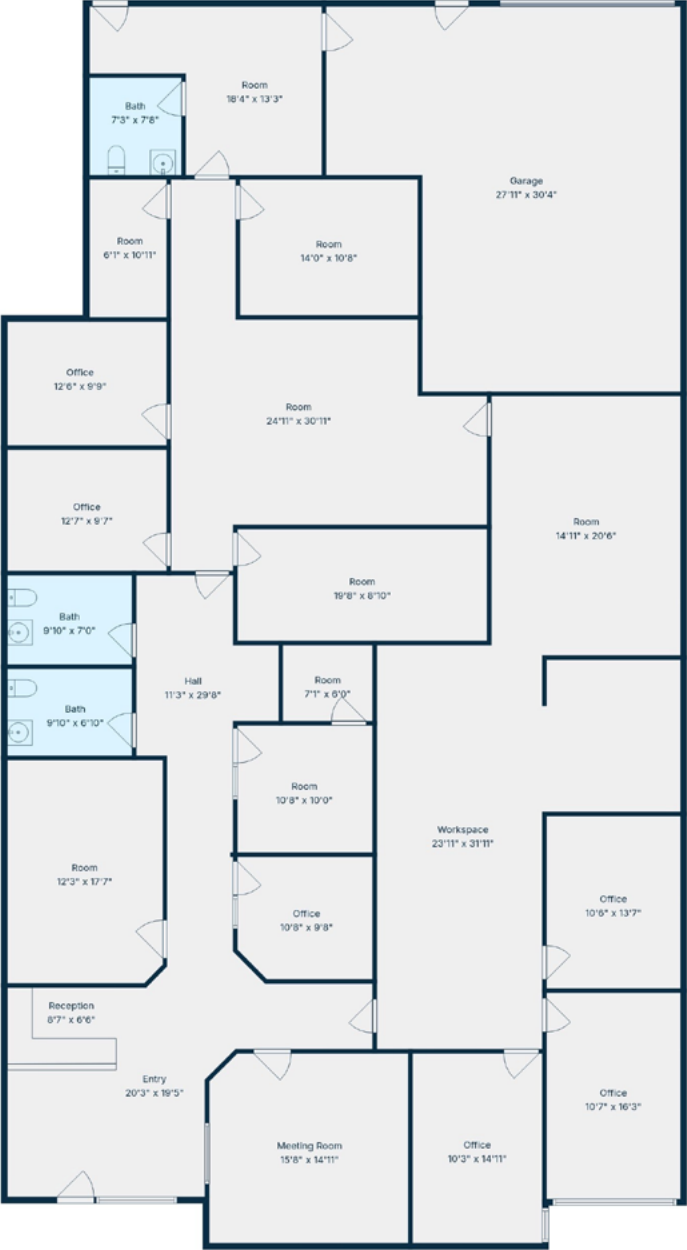 Room
18'4" x 13'3"
Bath
7'3" x 7'8"
Garage
27'11" x 30'4"
Room
6'1" x 10'11"
Room
14'0" x 10'8"
Office
12'6" x 9'9"
Room
24'11" x 30'11"
Office
12'7" x 9'7"
Room
14'11" x 20'6"
Room
19'8" x 8'10"
Bath
9'10" x 7'0"
Hall
11'3" x 29'8"
Room
7'1" x 6'0"
Bath
9'10" x 6'10"
Room
10'8" x 10'0"
Workspace
23'11" x 31'11"
Room
12'3" x 17'7"
Office
10'6" x 13'7"
Office
10'8" x 9'8"
Reception
8'7" x 6'6"
Entry
20'3" x 19'5"
Office
10'7" x 16'3"
Meeting Room
15'8" x 14'11"
Office
10'3" x 14'11"